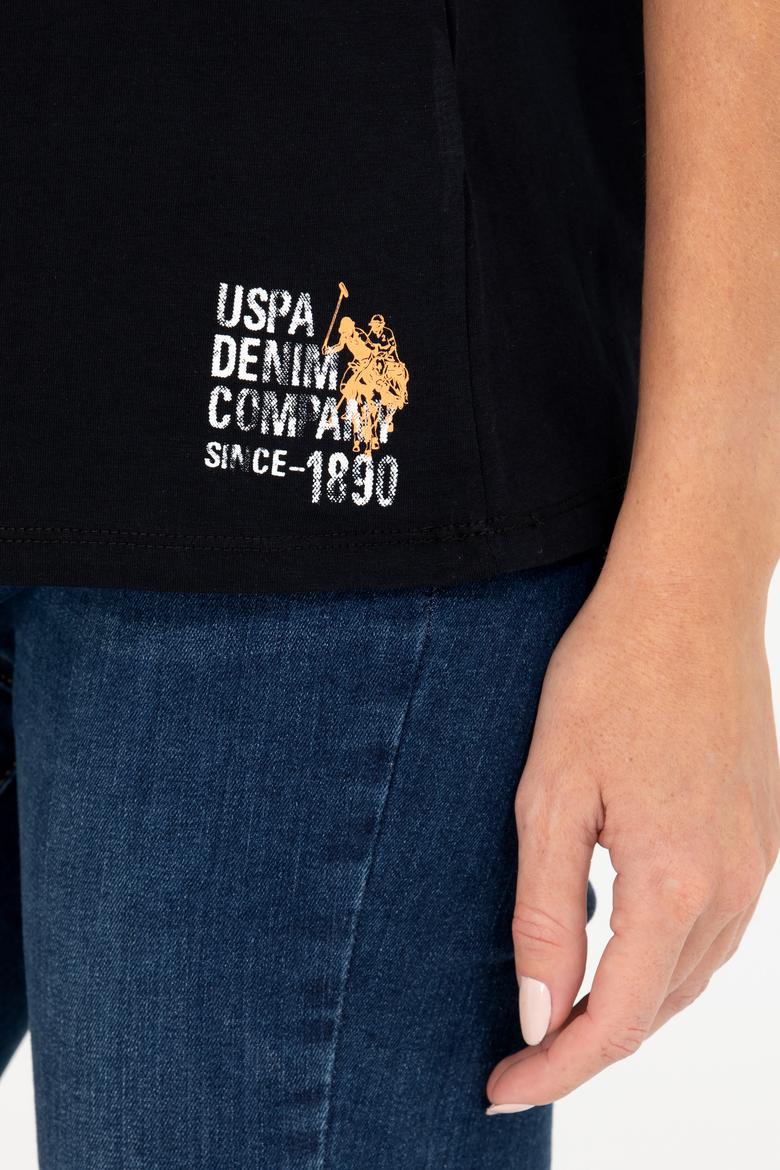 USPA
DENIM
COMPANY
SINCE-1890